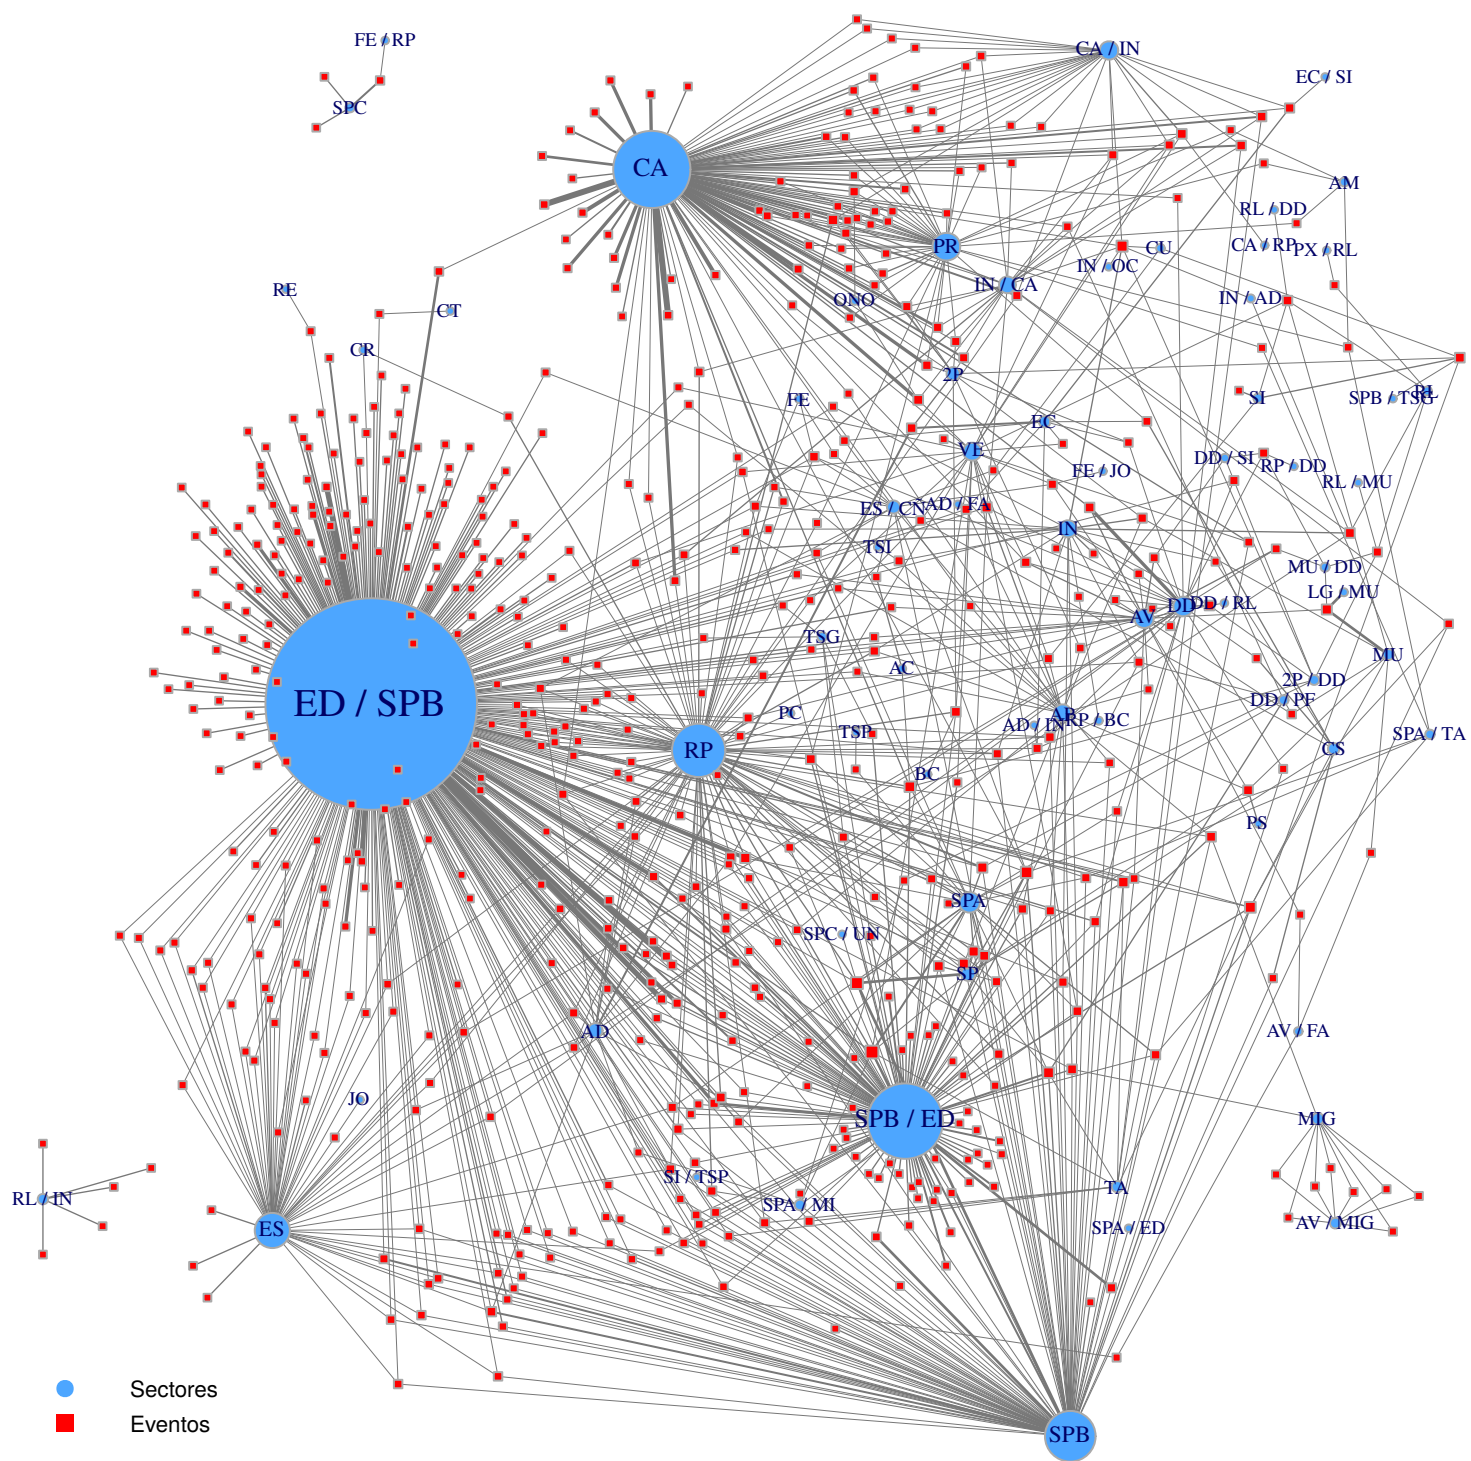 FE / RP
CA / IN
EC / SI
SPC
CA
AM
RL / DD
PR
CU
CA / RP
PX / RL
IN / OC
RE
IN / CA
ONO
IN / AD
CT
CR
2P
FE
SI
SPB / TSG
RL
EC
VE
DD / SI
RP / DD
FE / JO
RL / MU
ES / CÑ
AD / FA
IN
TSI
MU / DD
LG / MU
AV
DD
DD / RL
TSG
MU
AC
2P / DD
DD / PF
ED / SPB
PC
AD / IN
AP
RP / BC
TSP
SPA / TA
CS
RP
BC
PS
SPA
SPC / UN
SP
AD
AV / FA
JO
SPB / ED
MIG
SI / TSP
TA
RL / IN
SPA / MI
ES
SPA / ED
AV / MIG
Sectores
Eventos
SPB